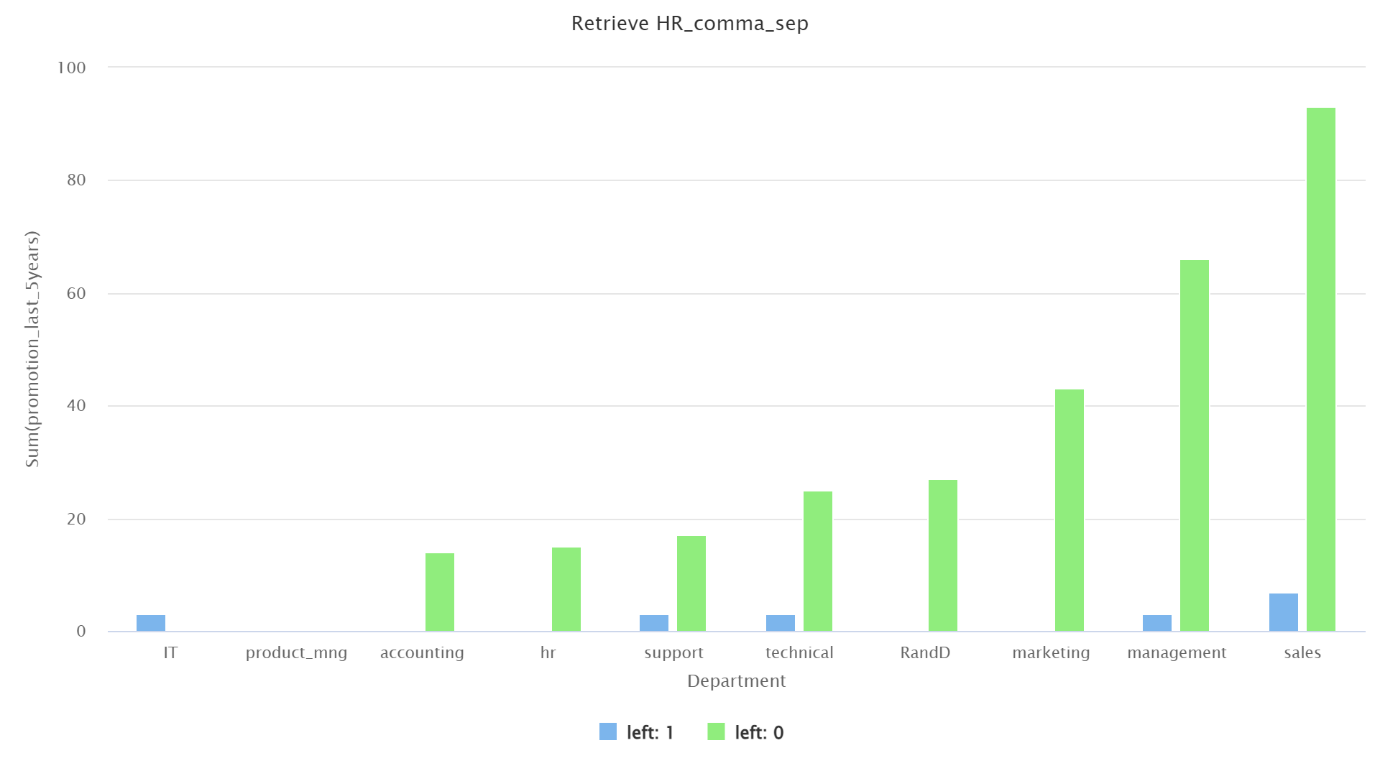 Retrieve HR_comma_sep
100
80
60
40
20
0
Sum(promotion_last_5years)
IT product_mng accounting hr support technical RandD marketing management sales
Department
left: 1 left: 0